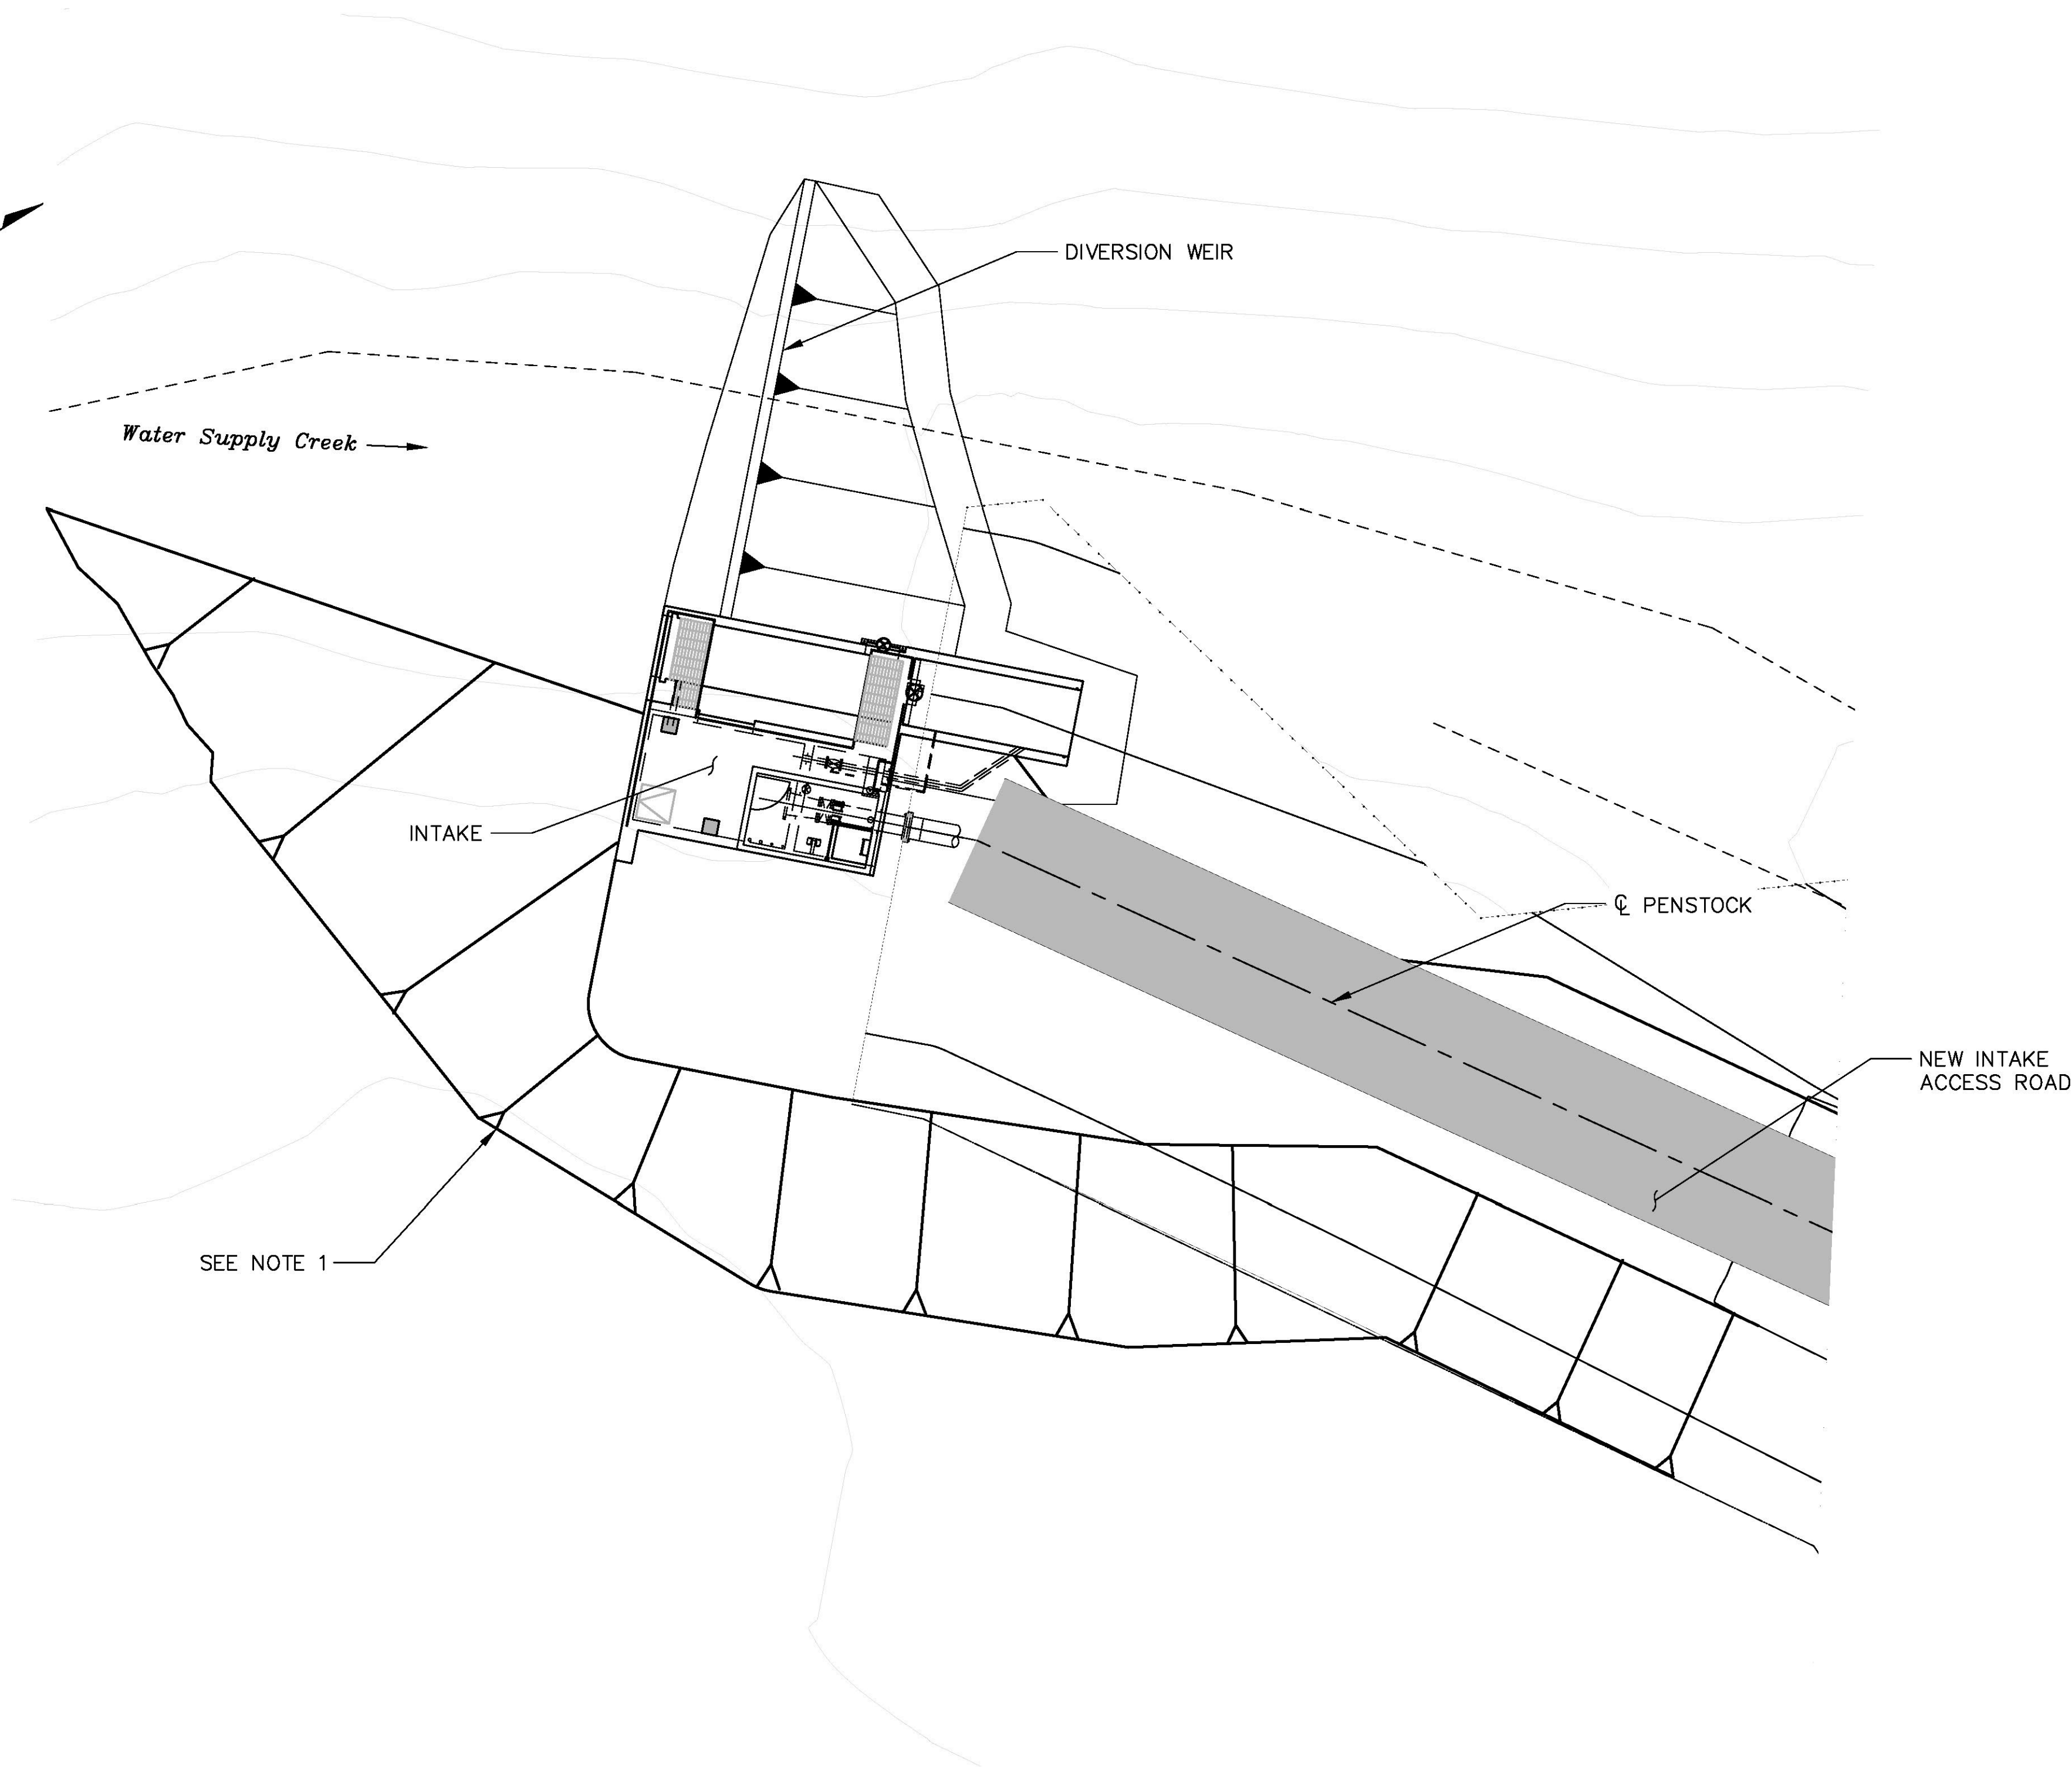 DIVERSION WEIR
Water Supply Creek
INTAKE
℄ PENSTOCK
NEW INTAKE
ACCESS ROAD
SEE NOTE 1